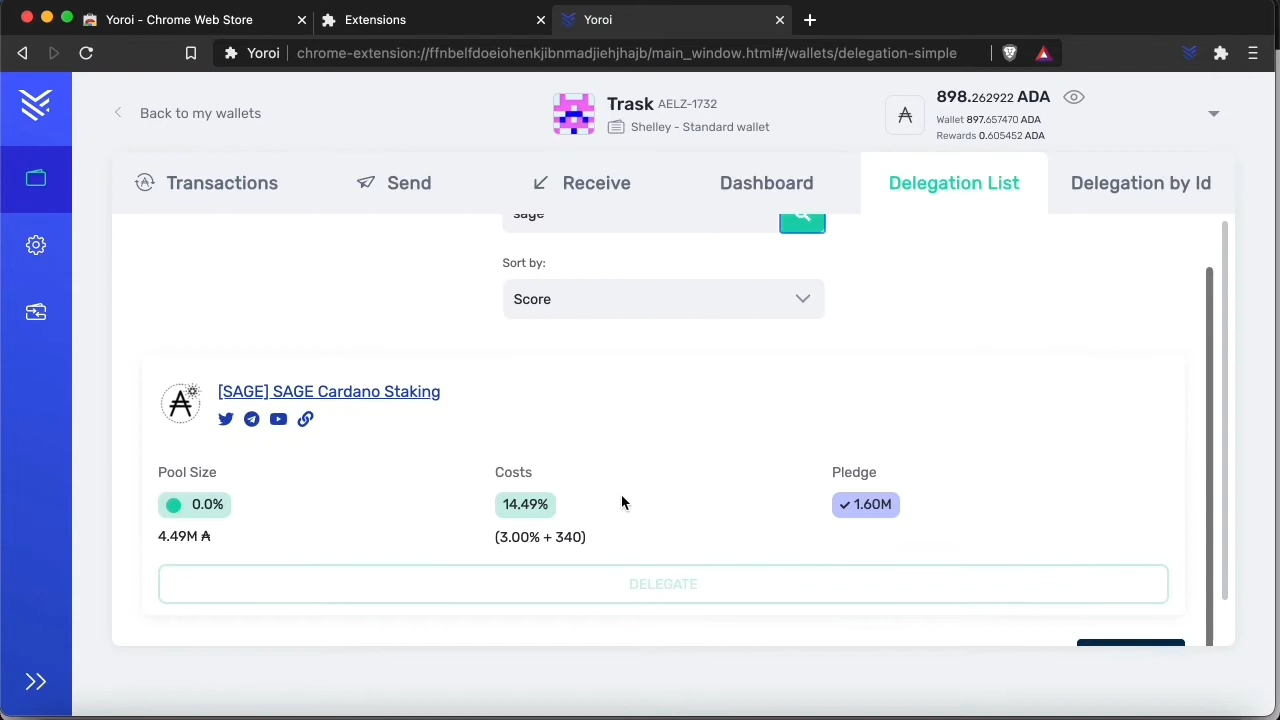 Yoroi - Chrome Web Store
Extensions
Yoroi
Yoroi
chrome-extension://ffnbelfdoeiohenkjibnmadjiehjhajb/main_window.html#/wallets/delegation-simple
Back to my wallets
Trask AELZ-1732
Shelley - Standard wallet
898.262922 ADA
Wallet 897.657470 ADA
Rewards 0.605452 ADA
Transactions
Send
Receive
Dashboard
Delegation List
Delegation by Id
sage
Sort by:
Score
[SAGE] SAGE Cardano Staking
Pool Size
Costs
Pledge
0.0%
14.49%
1.60M
4.49M ₳
(3.00% + 340)
DELEGATE